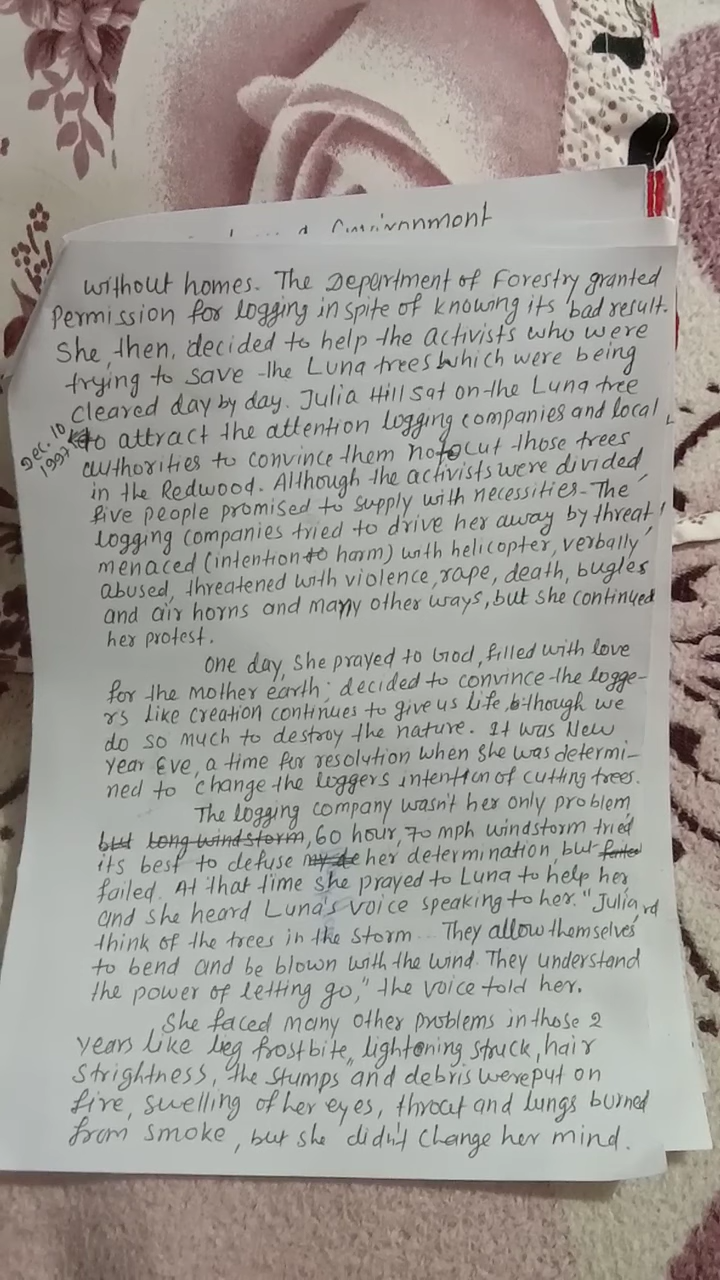 Environment
without homes. The Department of Forestry granted
Permission for logging inspite of knowing its bad result.
She, then, decided to help the activists who were
trying to save the Luna trees which were being
cleared day by day. Julia Hill sat on the Luna tree
Dec. 10 1997
to attract the attention logging companies and local
authorities to convince them not to cut those trees
in the Redwood. Although the activists were divided,
five people promised to supply with necessities. The
logging companies tried to drive her away by threat,
menaced (intention to harm) with helicopter, verbally
abused, threatened with violence, rape, death, bugles
and air horns and many other ways, but she continued
her protest.
One day, she prayed to God, filled with love
for the mother earth; decided to convince the logge-
rs like creation continues to give us life, though we
do so much to destroy the nature. It was New
Year Eve, a time for resolution when she was determi-
ned to change the loggers intention of cutting trees.
The logging company wasn't her only problem,
but long windstorm, 60 hour, 70 mph windstorm tried
its best to defuse my de her determination, but failed
failed. At that time she prayed to Luna to help her
and she heard Luna's voice speaking to her. "Julia,
think of the trees in the storm... They allow themselves
to bend and be blown with the wind. They understand
the power of letting go," the voice told her.
She faced many other problems in those 2
years like leg frostbite, lightening struck, hair
strightness, the stumps and debris were put on
fire, swelling of her eyes, throat and lungs burned
from smoke, but she didn't change her mind.